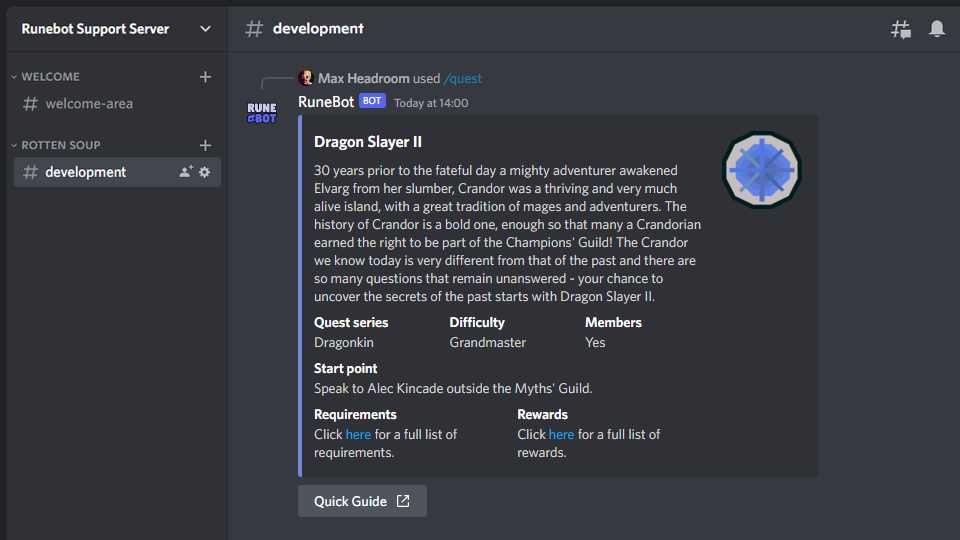 Runebot Support Server
# development
WELCOME
# welcome-area
ROTTEN SOUP
# development
Max Headroom used /quest
RUNE
BOT
RuneBot BOT Today at 14:00
Dragon Slayer II
30 years prior to the fateful day a mighty adventurer awakened
Elvarg from her slumber, Crandor was a thriving and very much
alive island, with a great tradition of mages and adventurers. The
history of Crandor is a bold one, enough so that many a Crandorian
earned the right to be part of the Champions' Guild! The Crandor
we know today is very different from that of the past and there are
so many questions that remain unanswered - your chance to
uncover the secrets of the past starts with Dragon Slayer II.
Quest series Difficulty Members
Dragonkin Grandmaster Yes
Start point
Speak to Alec Kincade outside the Myths' Guild.
Requirements Rewards
Click here for a full list of Click here for a full list of
requirements. rewards.
Quick Guide